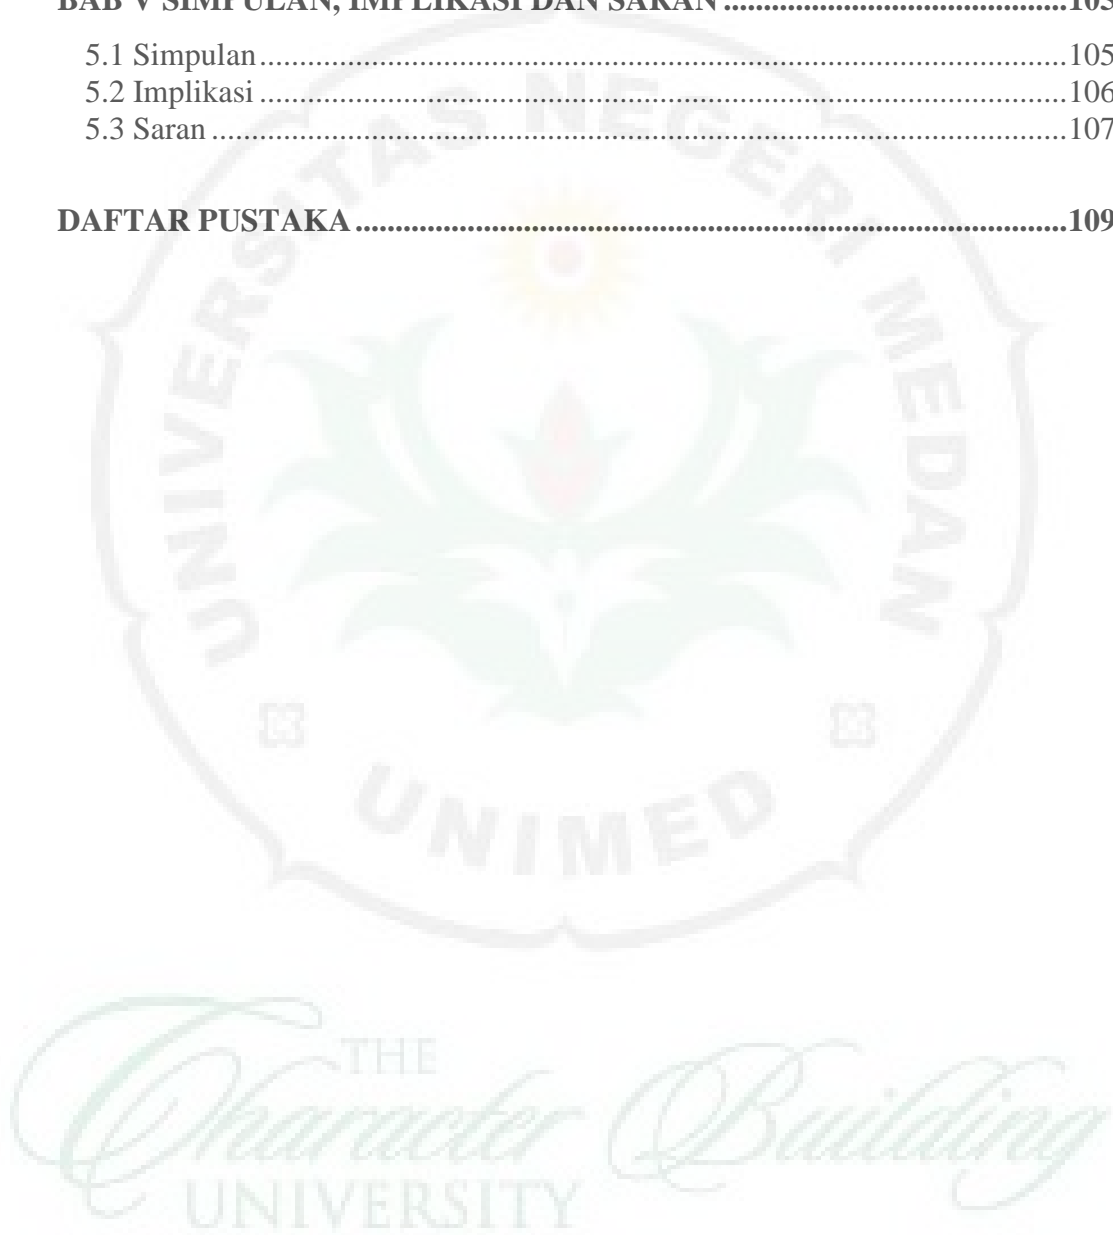 BAB V SIMPULAN, IMPLIKASI DAN SARAN ........................................105
5.1 Simpulan ................................................................................................105
5.2 Implikasi ................................................................................................106
5.3 Saran ......................................................................................................107
DAFTAR PUSTAKA .....................................................................................109
UNIVERSITAS NEGERI MEDAN
UNIMED
THE
Character Building
UNIVERSITY